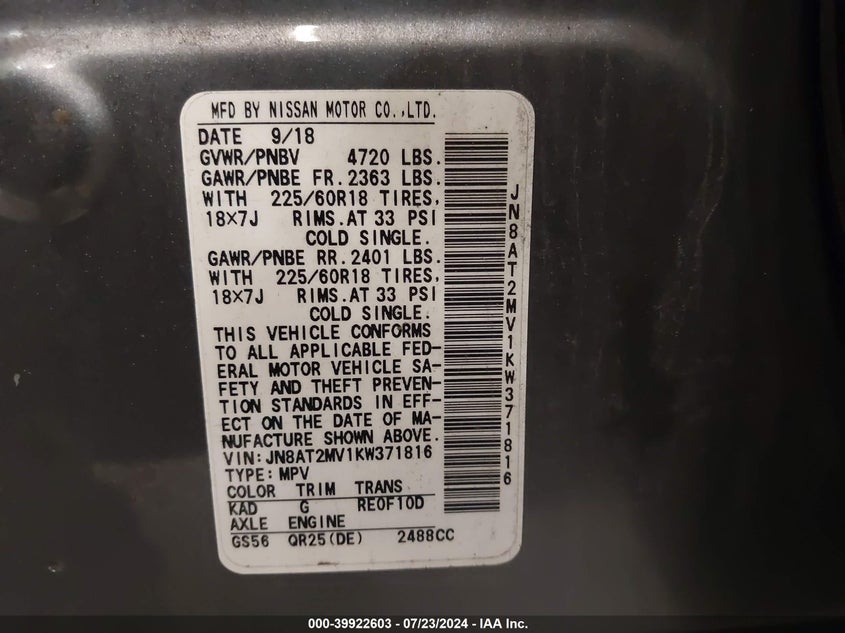 MFD BY NISSAN MOTOR CO.,LTD.
DATE 9/18
GVWR/PNBV 4720 LBS.
GAWR/PNBE FR. 2363 LBS.
WITH 225/60R18 TIRES,
18×7J RIMS. AT 33 PSI
COLD SINGLE.
GAWR/PNBE RR. 2401 LBS.
WITH 225/60R18 TIRES,
18×7J RIMS. AT 33 PSI
COLD SINGLE.
THIS VEHICLE CONFORMS
TO ALL APPLICABLE FED-
ERAL MOTOR VEHICLE SA-
FETY AND THEFT PREVEN-
TION STANDARDS IN EFF-
ECT ON THE DATE OF MA-
NUFACTURE SHOWN ABOVE.
VIN: JN8AT2MV1KW371816
TYPE: MPV
COLOR TRIM TRANS
KAD G RE0F10D
AXLE ENGINE
GS56 QR25(DE) 2488CC
JN8AT2MV1KW371816
000-39922603 - 07/23/2024 - IAA Inc.